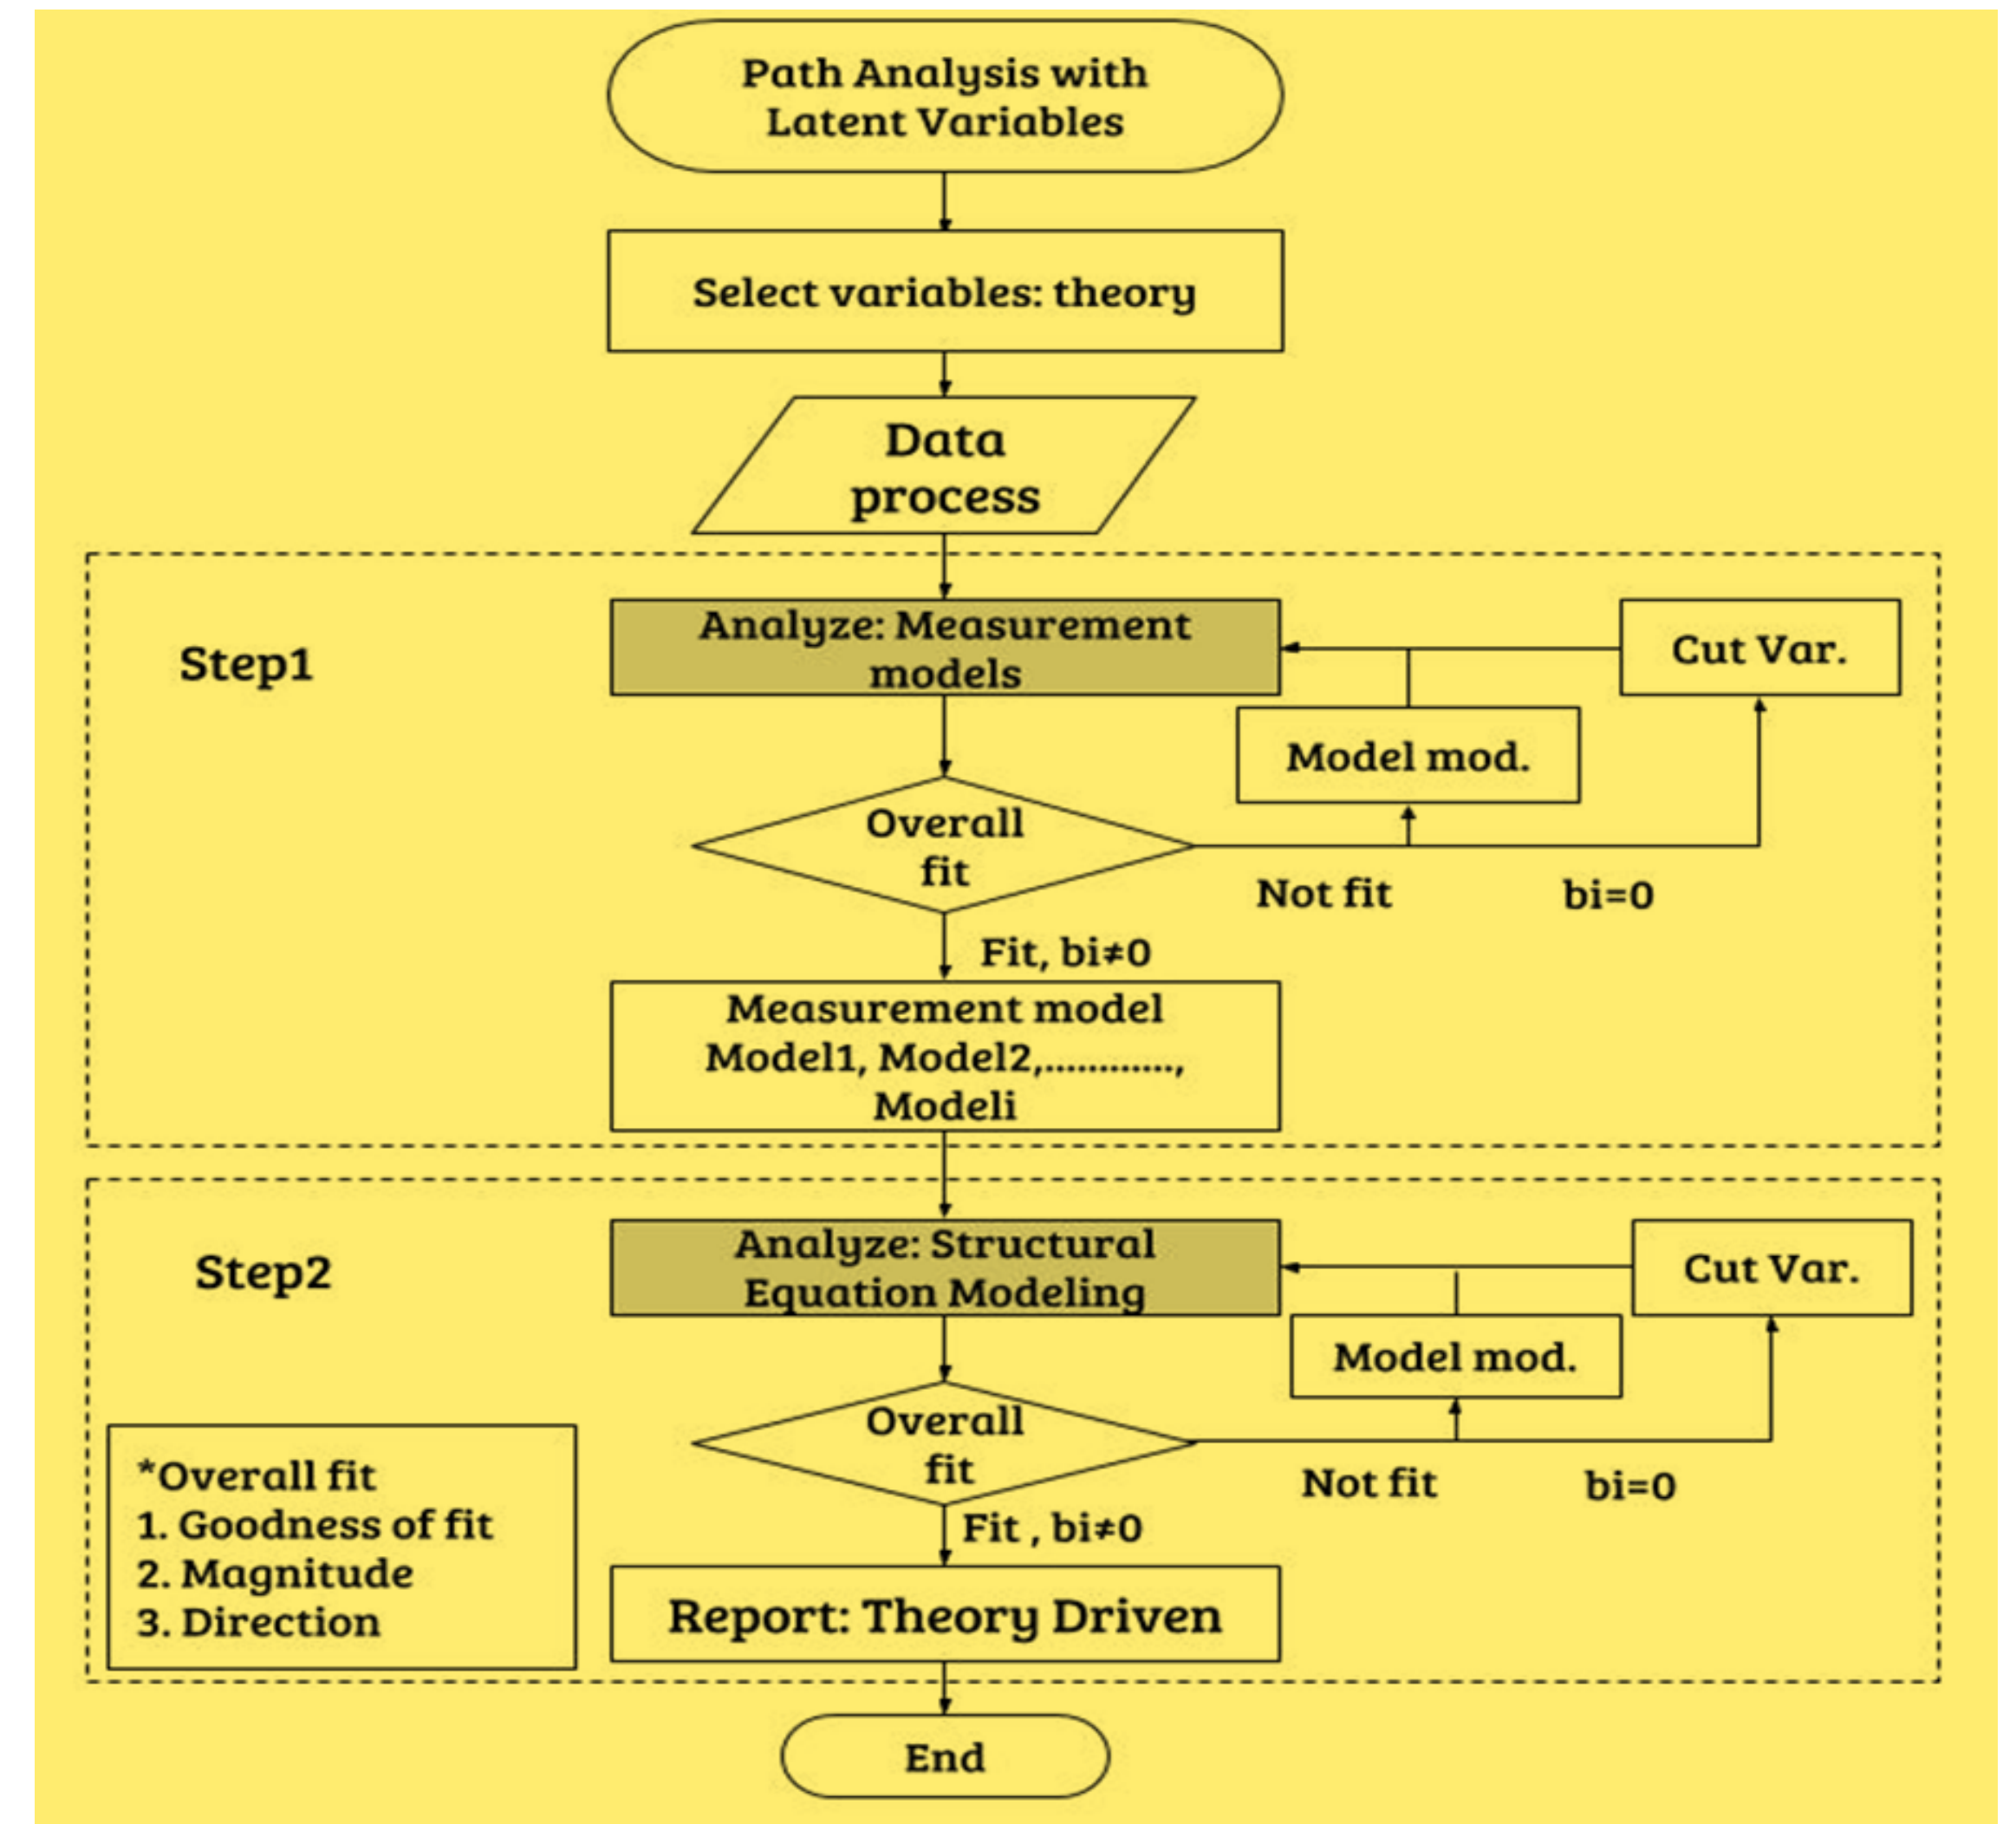 Path Analysis with
Latent Variables
Select variables: theory
Data
process
Step1
Analyze: Measurement
models
Cut Var.
Model mod.
Overall
fit
Not fit
bi=0
Fit, bi≠0
Measurement model
Model1, Model2,............,
Modeli
Step2
Analyze: Structural
Equation Modeling
Cut Var.
Model mod.
Overall
fit
Not fit
bi=0
Fit , bi≠0
*Overall fit
1. Goodness of fit
2. Magnitude
3. Direction
Report: Theory Driven
End